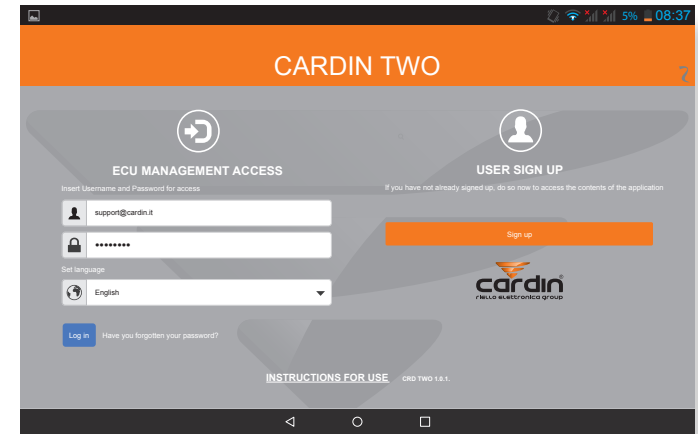 5% 08:37
CARDIN TWO
ECU MANAGEMENT ACCESS
Insert Username and Password for access
support@cardin.it
••••••••
Set language
English
Log in Have you forgotten your password?
USER SIGN UP
If you have not already signed up, do so now to access the contents of the application
Sign up
cardin
riello elettronica group
INSTRUCTIONS FOR USE CRD TWO 1.0.1.